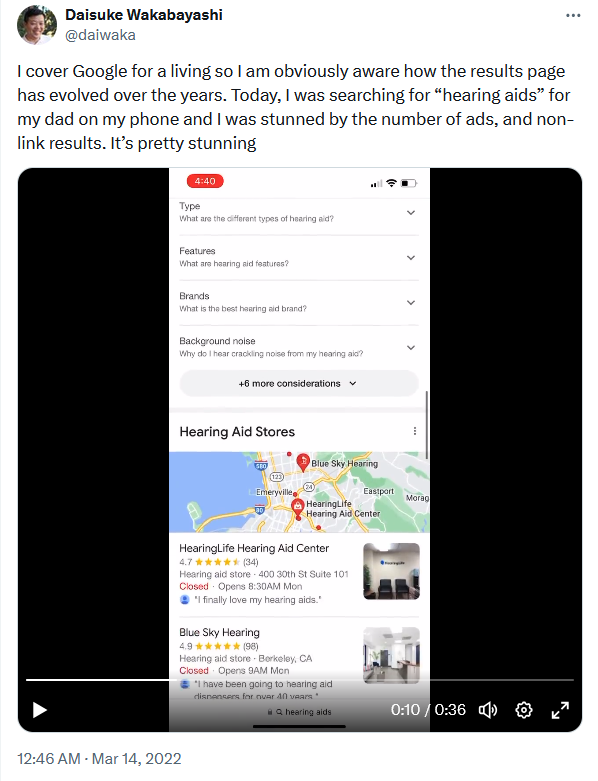 Daisuke Wakabayashi
@daiwaka
I cover Google for a living so I am obviously aware how the results page
has evolved over the years. Today, I was searching for “hearing aids” for
my dad on my phone and I was stunned by the number of ads, and non-
link results. It’s pretty stunning
4:40
Type
What are the different types of hearing aid?
Features
What are hearing aid features?
Brands
What is the best hearing aid brand?
Background noise
Why do I hear crackling noise from my hearing aid?
+6 more considerations
Hearing Aid Stores
580
Blue Sky Hearing
123
24
Emeryville
Eastport
Morag
80
HearingLife
Hearing Aid Center
HearingLife Hearing Aid Center
4.7 (34)
Hearing aid store · 400 30th St Suite 101
Closed · Opens 8:30AM Mon
"I finally love my hearing aids."
Blue Sky Hearing
4.9 (98)
Hearing aid store · Berkeley, CA
Closed · Opens 9AM Mon
"I have been going to hearing aid
dispensers for over 40 years."
hearing aids
0:10 / 0:36
12:46 AM · Mar 14, 2022